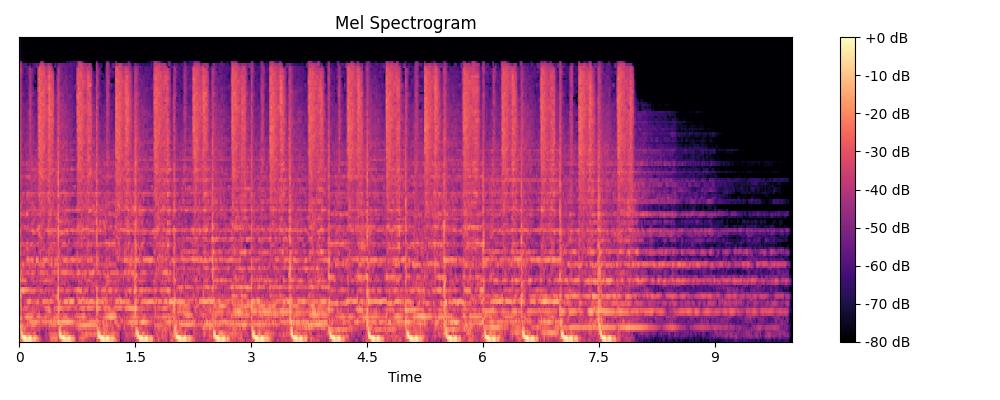 Mel Spectrogram
+0 dB
-10 dB
-20 dB
-30 dB
-40 dB
-50 dB
-60 dB
-70 dB
-80 dB
0 1.5 3 4.5 6 7.5 9
Time